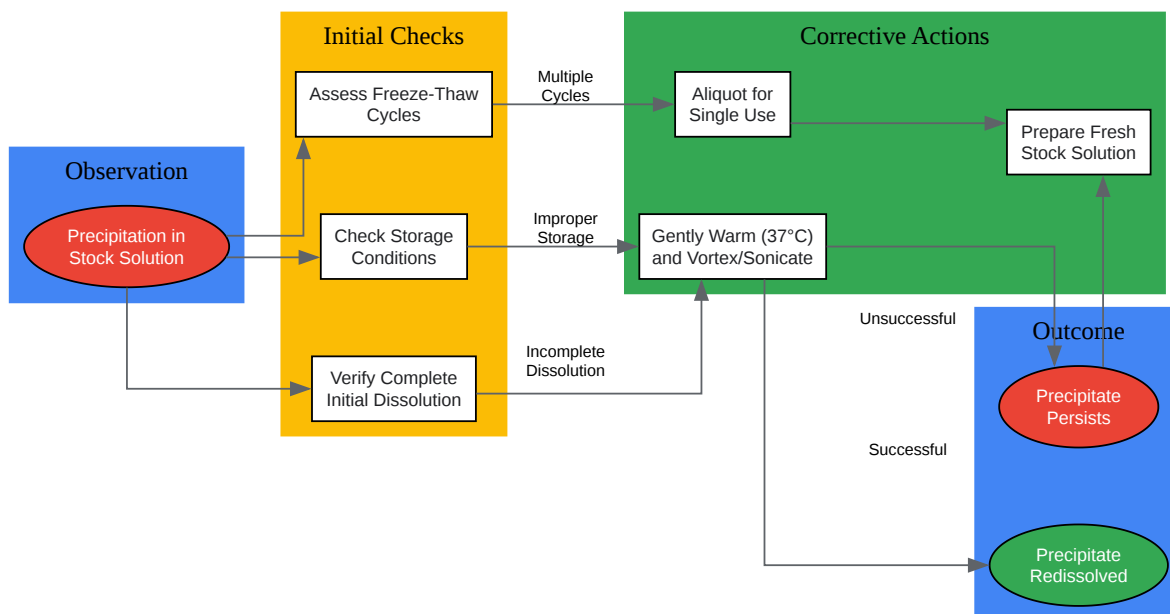 Observation
Precipitation in
Stock Solution
Initial Checks
Assess Freeze-Thaw
Cycles
Check Storage
Conditions
Verify Complete
Initial Dissolution
Multiple
Cycles
Improper
Storage
Incomplete
Dissolution
Corrective Actions
Aliquot for
Single Use
Prepare Fresh
Stock Solution
Gently Warm (37°C)
and Vortex/Sonicate
Unsuccessful
Successful
Outcome
Precipitate
Persists
Precipitate
Redissolved